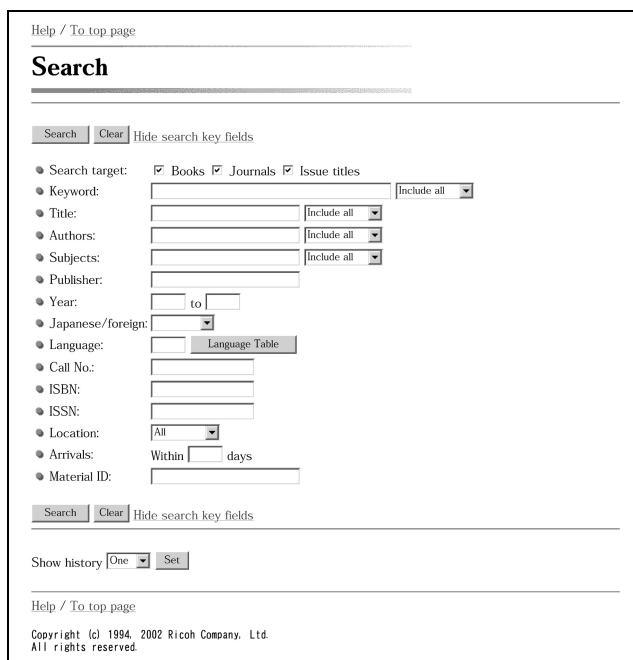 Help / To top page
Search
Search Clear Hide search key fields
Search target: Books Journals Issue titles
Keyword: Include all
Title: Include all
Authors: Include all
Subjects: Include all
Publisher:
Year: to
Japanese/foreign:
Language: Language Table
Call No.:
ISBN:
ISSN:
Location: All
Arrivals: Within days
Material ID:
Search Clear Hide search key fields
Show history One Set
Help / To top page
Copyright (c) 1994, 2002 Ricoh Company, Ltd.
All rights reserved.